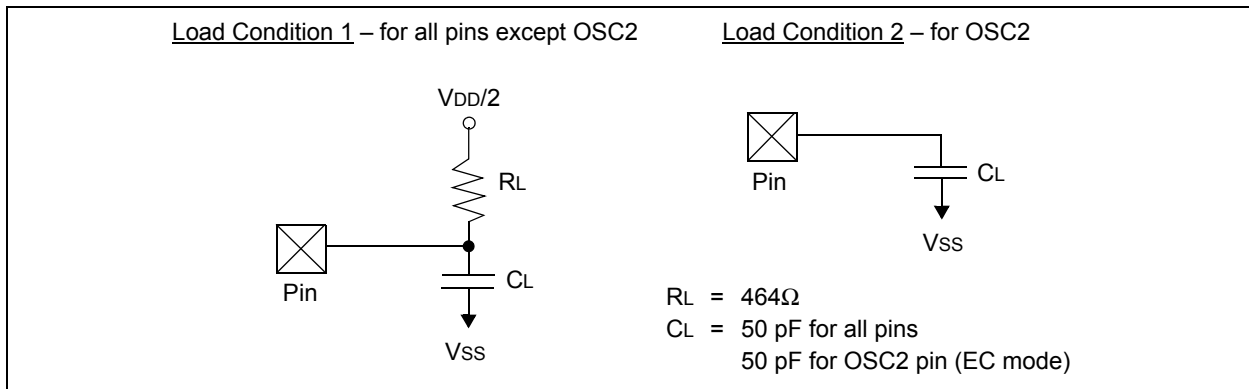 Load Condition 1 – for all pins except OSC2
VDD/2
RL
Pin
CL
VSS
Load Condition 2 – for OSC2
Pin
CL
VSS
RL = 464Ω
CL = 50 pF for all pins
50 pF for OSC2 pin (EC mode)